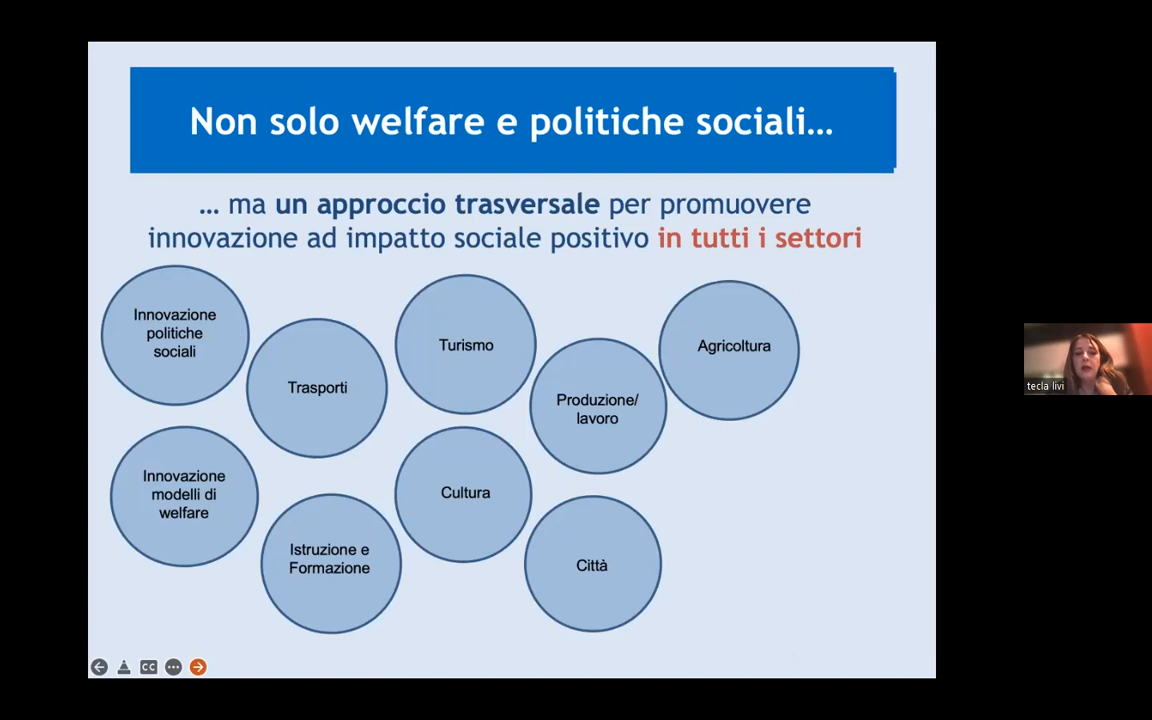 Non solo welfare e politiche sociali...
... ma un approccio trasversale per promuovere
innovazione ad impatto sociale positivo in tutti i settori
Innovazione
politiche
sociali
Trasporti
Turismo
Produzione/
lavoro
Agricoltura
Innovazione
modelli di
welfare
Istruzione e
Formazione
Cultura
Città
CC
tecla livi